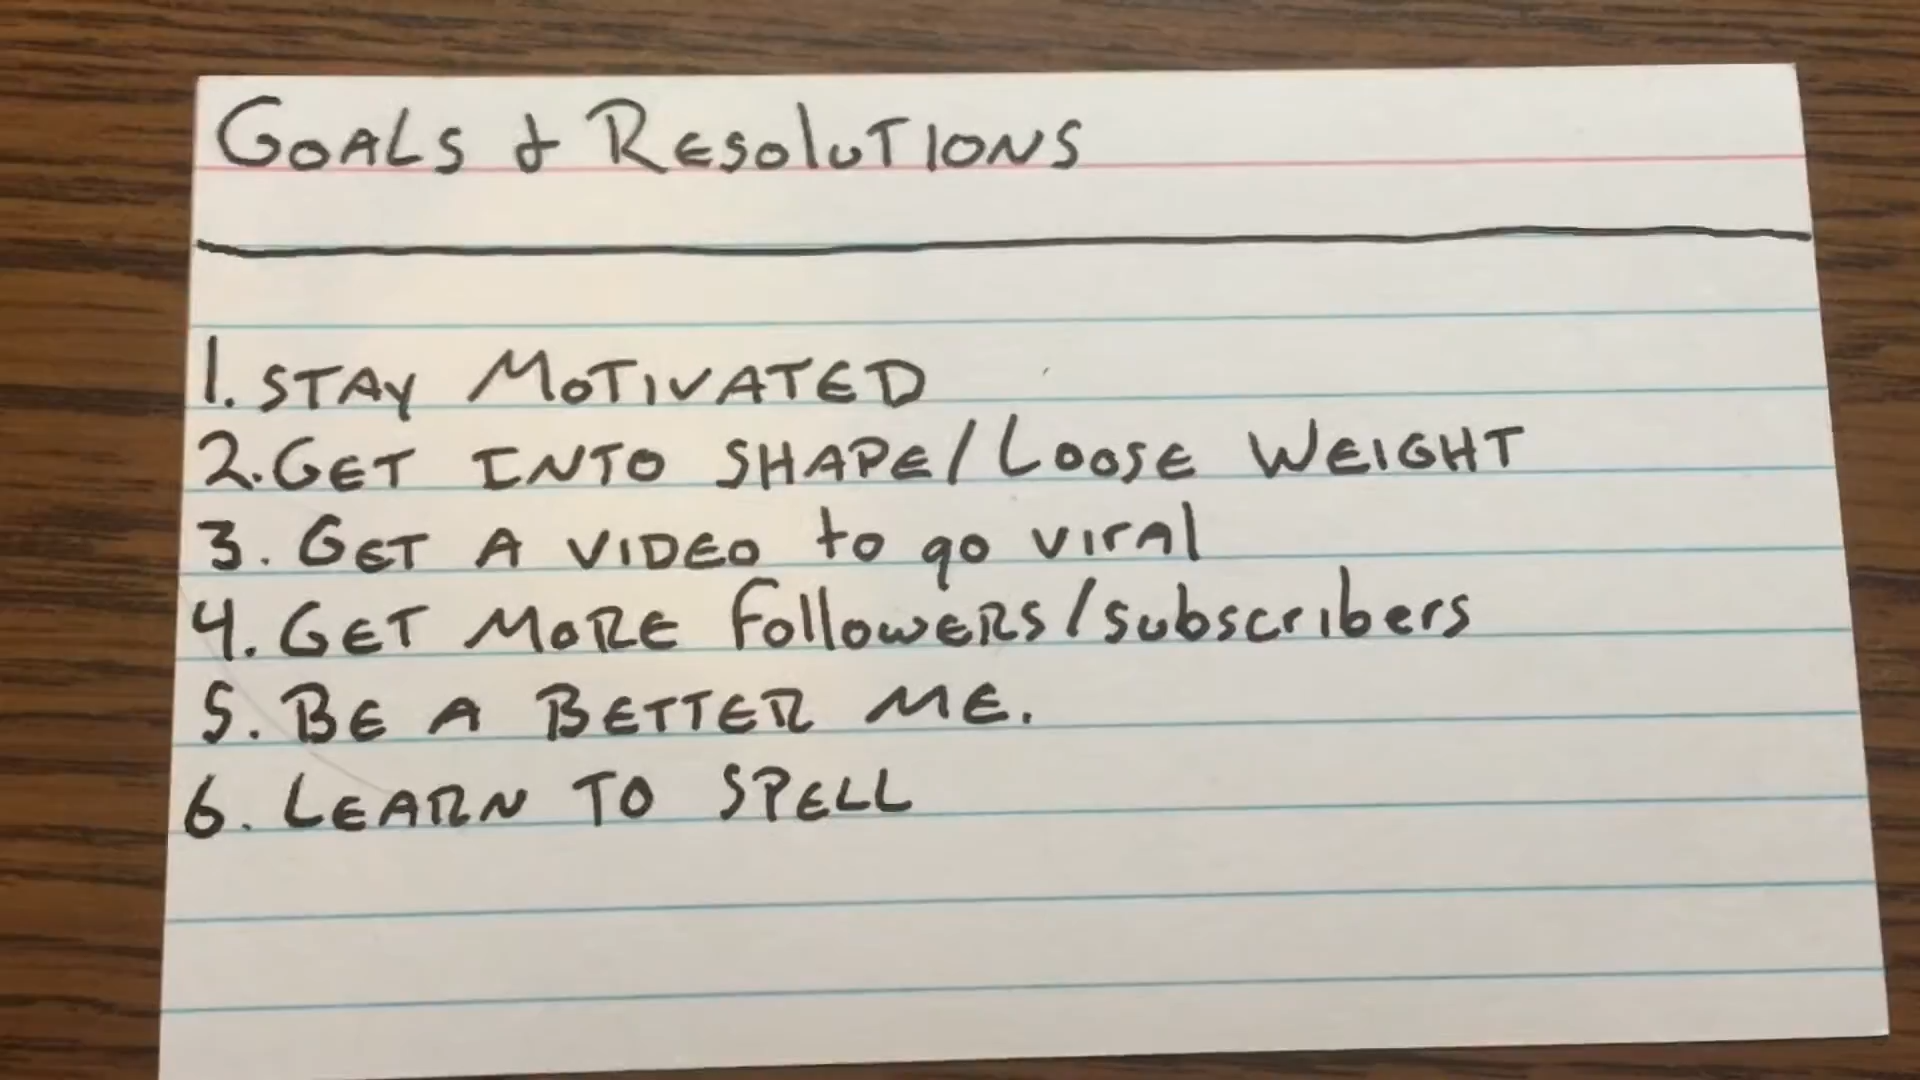 Goals & Resolutions
1. Stay Motivated
2. Get into shape/Loose Weight
3. Get a video to go viral
4. Get More followers/subscribers
5. Be a Better me.
6. Learn to spell